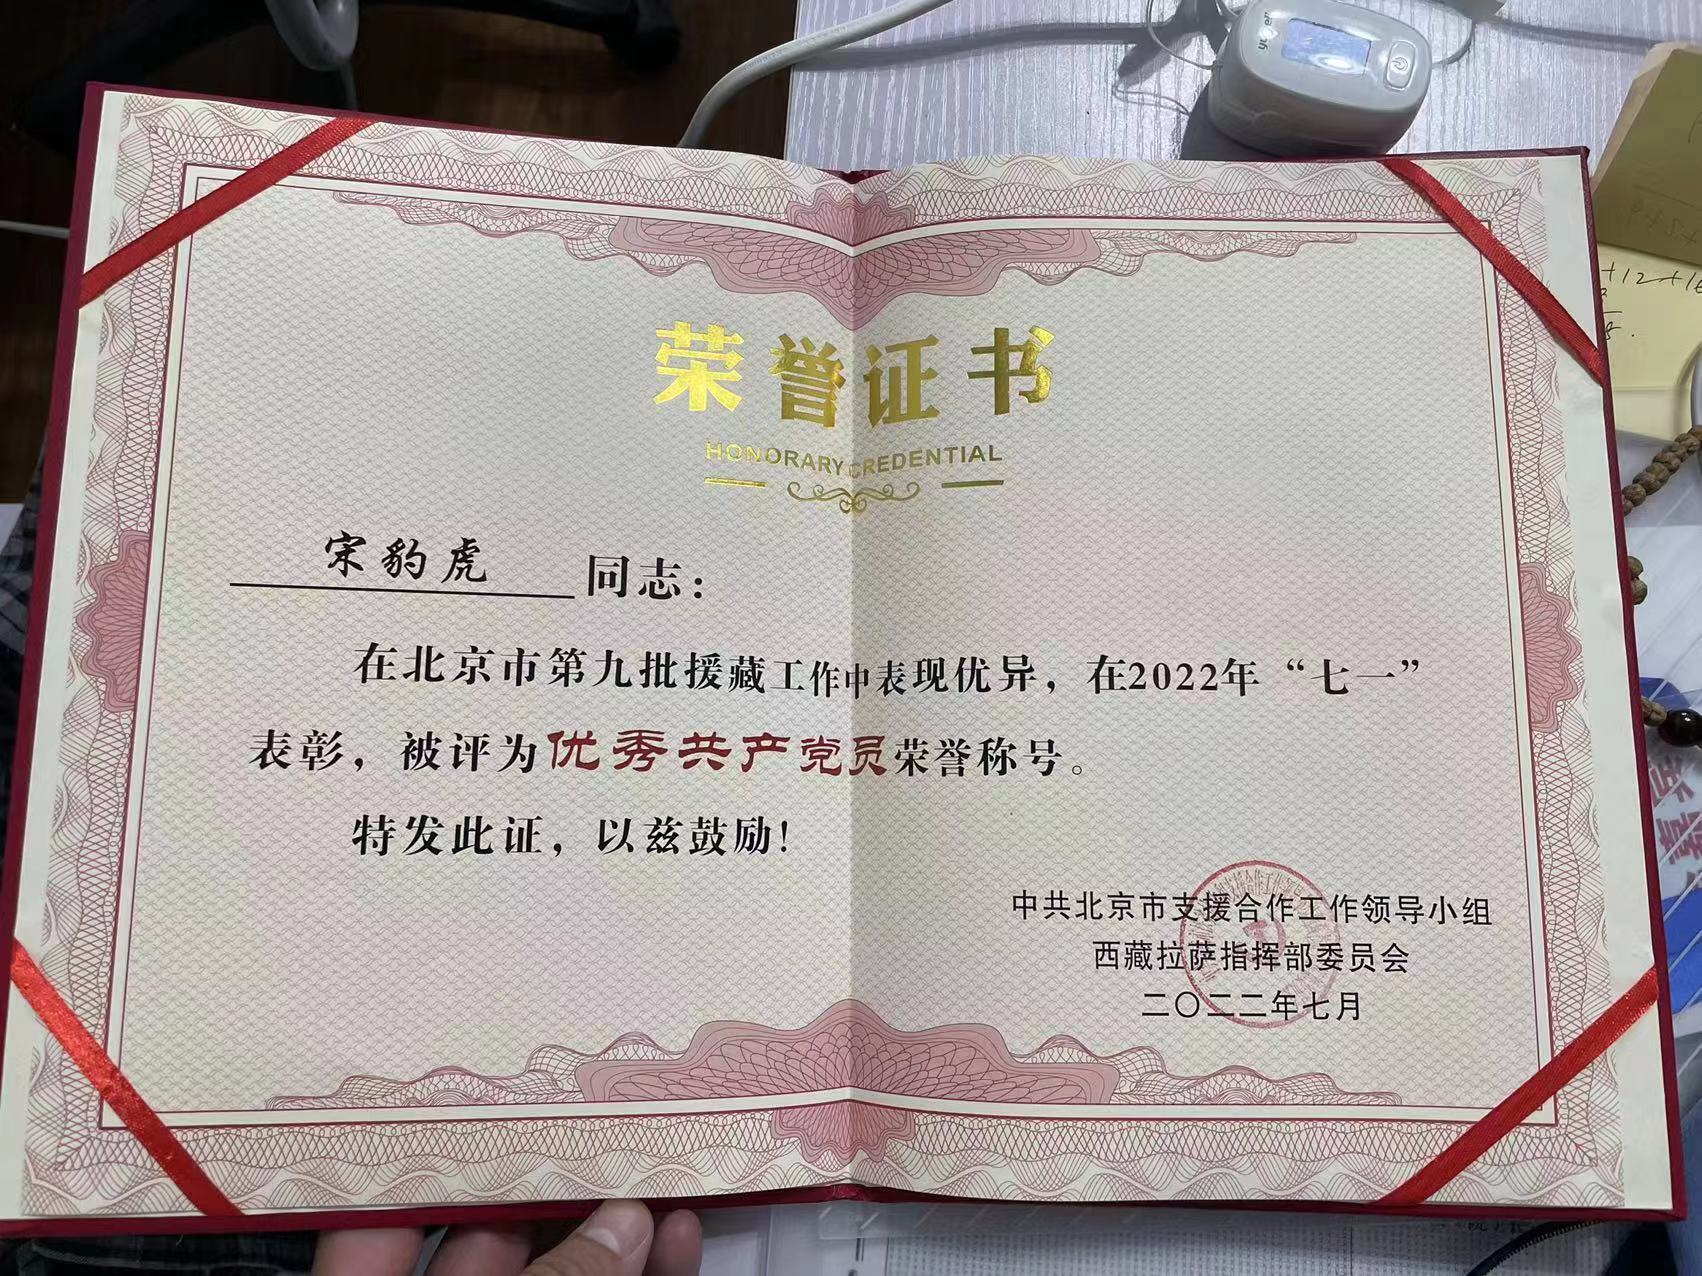 荣誉证书
HONORARY CREDENTIAL
宋豹虎 同志：
在北京市第九批援藏工作中表现优异，在2022年“七一”
表彰，被评为优秀共产党员荣誉称号。
特发此证，以兹鼓励！
中共北京市支援合作工作领导小组
西藏拉萨指挥部委员会
二〇二二年七月
+12+16